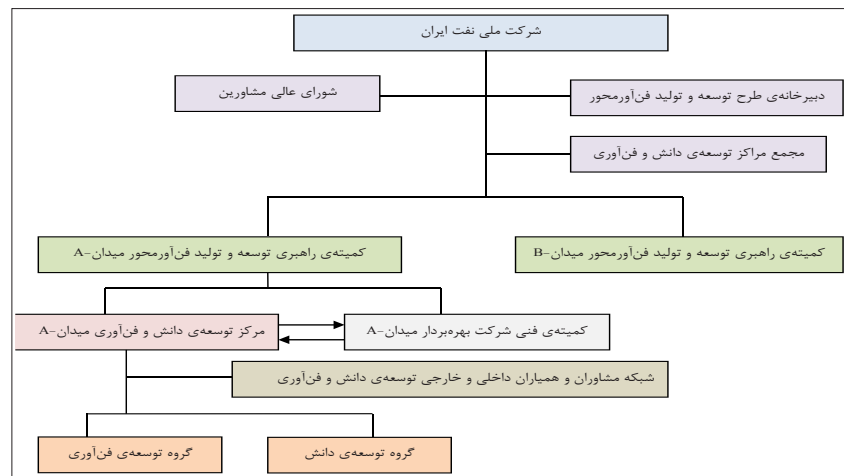 شرکت ملی نفت ایران
دبیرخانه‌ی طرح توسعه و تولید فن‌آورمحور
شورای عالی مشاورین
مجمع مراکز توسعه‌ی دانش و فن‌آوری
کمیته‌ی راهبری توسعه و تولید فن‌آورمحور میدان-B
کمیته‌ی راهبری توسعه و تولید فن‌آورمحور میدان-A
کمیته‌ی فنی شرکت بهره‌بردار میدان-A
مرکز توسعه‌ی دانش و فن‌آوری میدان-A
شبکه مشاوران و همیاران داخلی و خارجی توسعه‌ی دانش و فن‌آوری
گروه توسعه‌ی دانش
گروه توسعه‌ی فن‌آوری